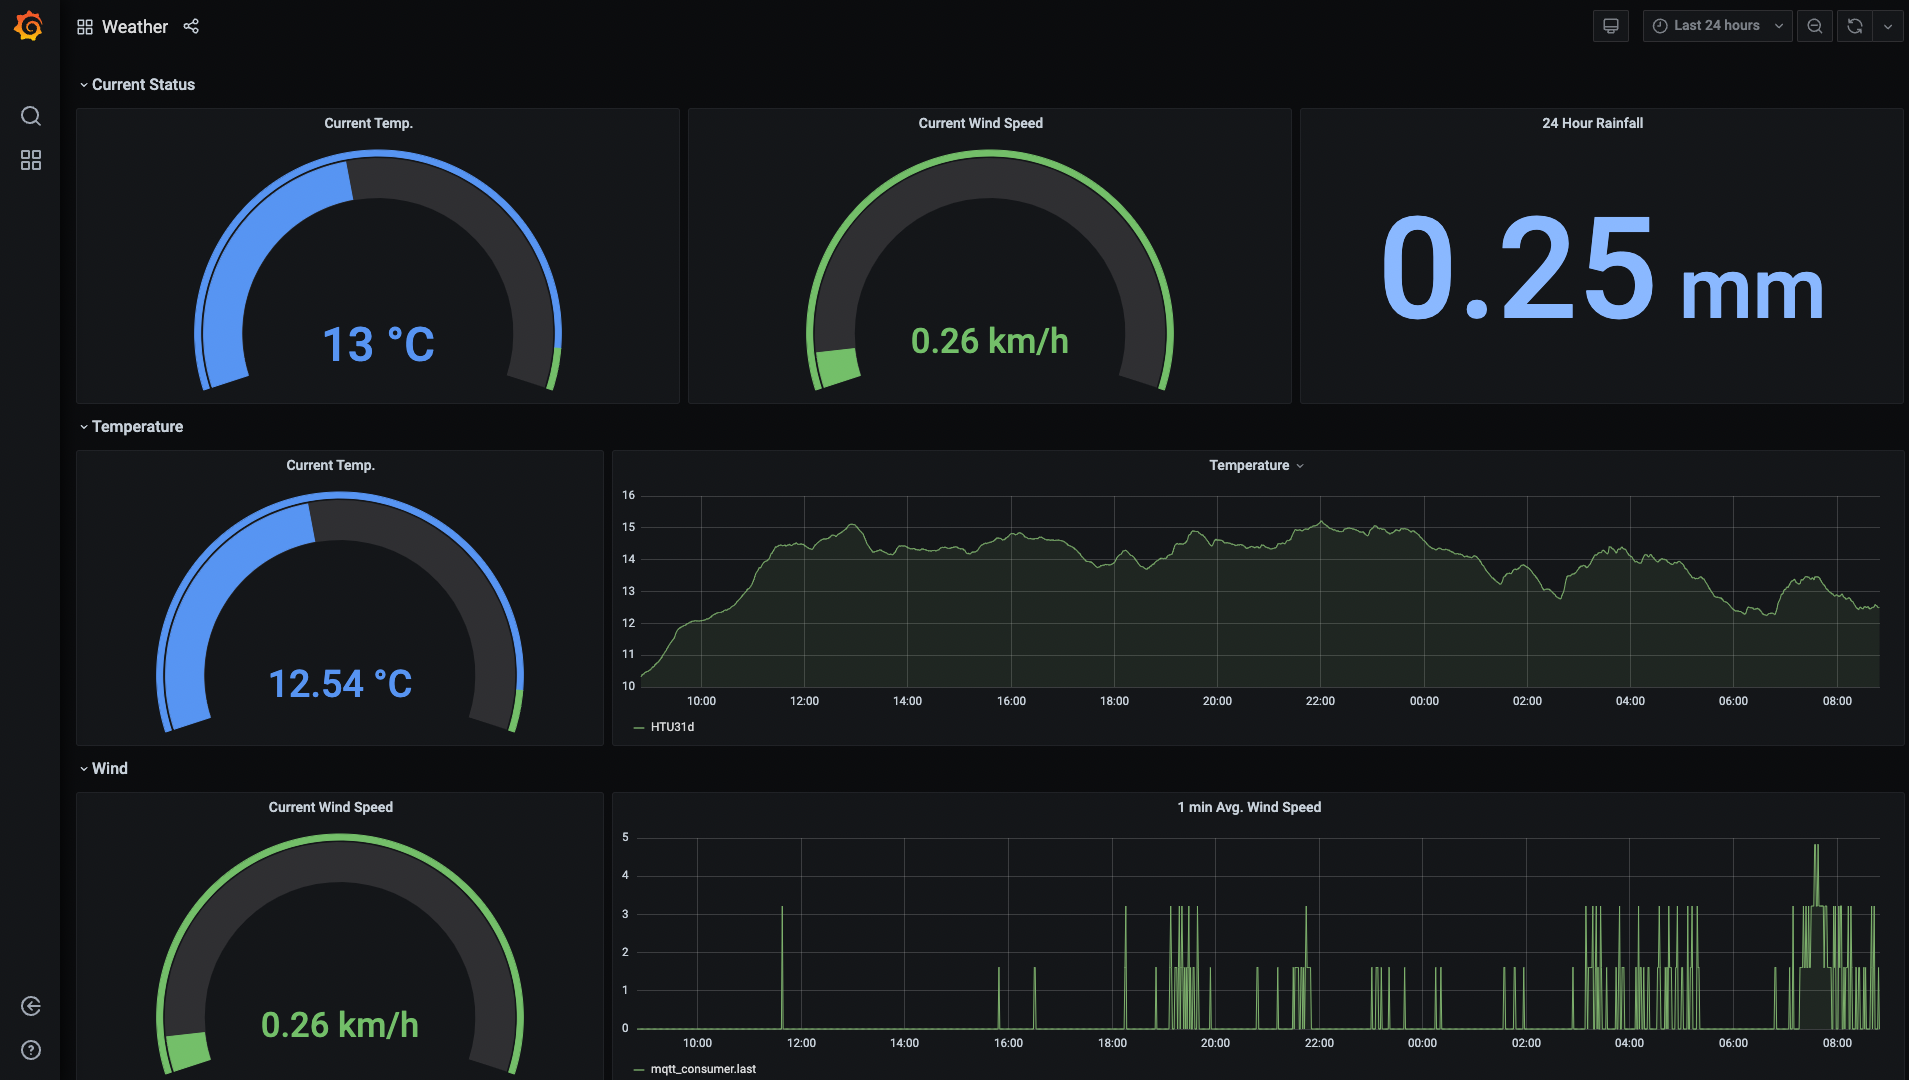 Weather
Last 24 hours
Current Status
Current Temp.
13 °C
Current Wind Speed
0.26 km/h
24 Hour Rainfall
0.25 mm
Temperature
Current Temp.
12.54 °C
Temperature
16
15
14
13
12
11
10
10:00 12:00 14:00 16:00 18:00 20:00 22:00 00:00 02:00 04:00 06:00 08:00
HTU31d
Wind
Current Wind Speed
0.26 km/h
1 min Avg. Wind Speed
5
4
3
2
1
0
10:00 12:00 14:00 16:00 18:00 20:00 22:00 00:00 02:00 04:00 06:00 08:00
mqtt_consumer.last